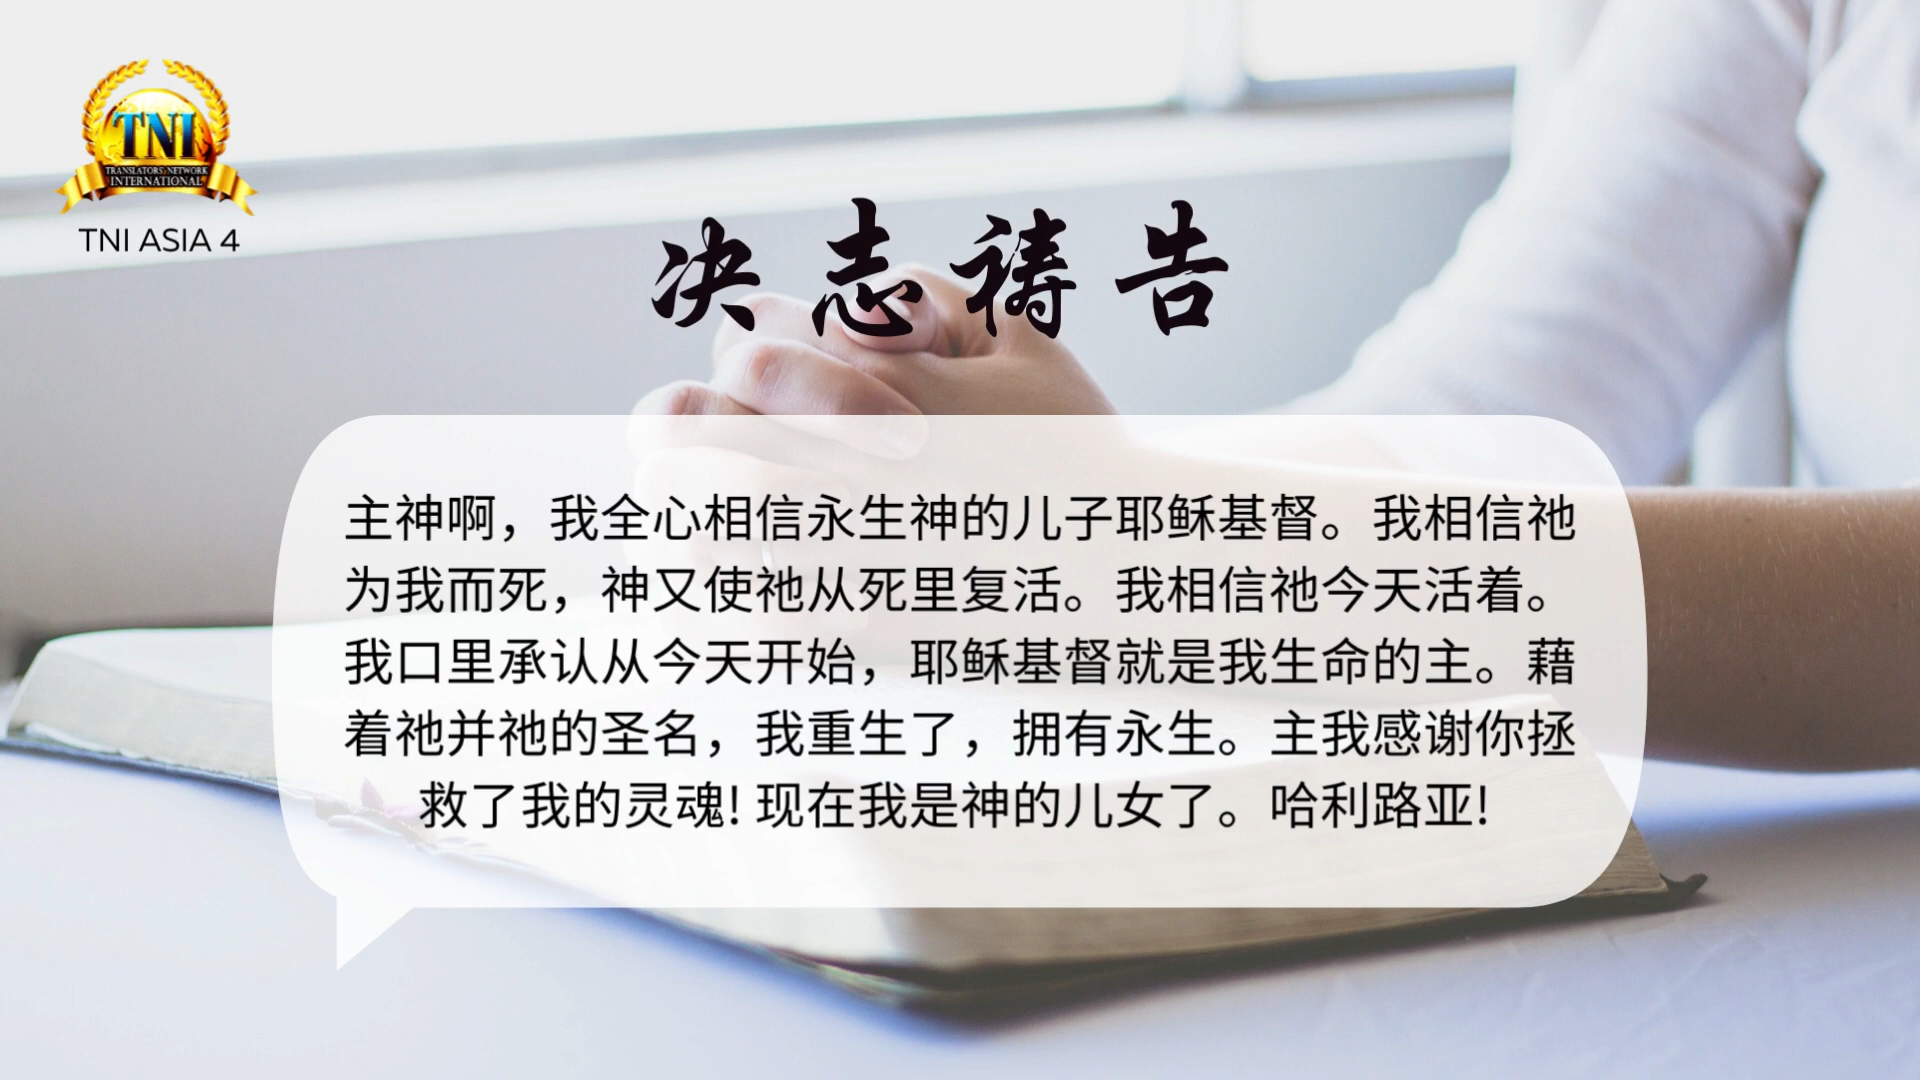 TNI
TRANSLATORS NETWORK
INTERNATIONAL
TNI ASIA 4
决志祷告
主神啊，我全心相信永生神的儿子耶稣基督。我相信祂
为我而死，神又使祂从死里复活。我相信祂今天活着。
我口里承认从今天开始，耶稣基督就是我生命的主。藉
着祂并祂的圣名，我重生了，拥有永生。主我感谢你拯
救了我的灵魂! 现在我是神的儿女了。哈利路亚!